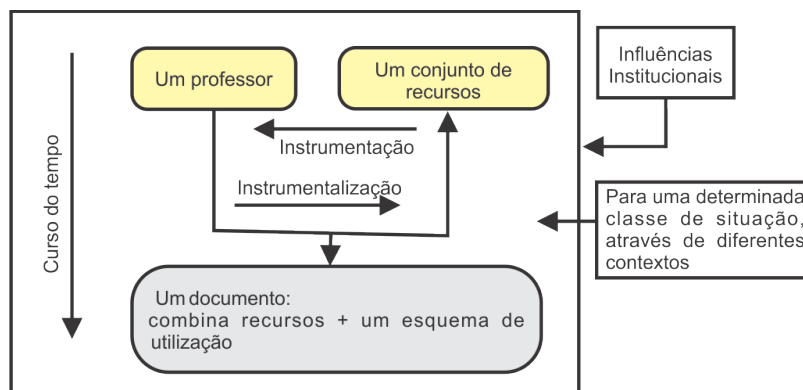 Um professor
Um conjunto de
recursos
Influências
Institucionais
Instrumentação
Instrumentalização
Curso do tempo
Para uma determinada
classe de situação,
através de diferentes
contextos
Um documento:
combina recursos + um esquema de
utilização